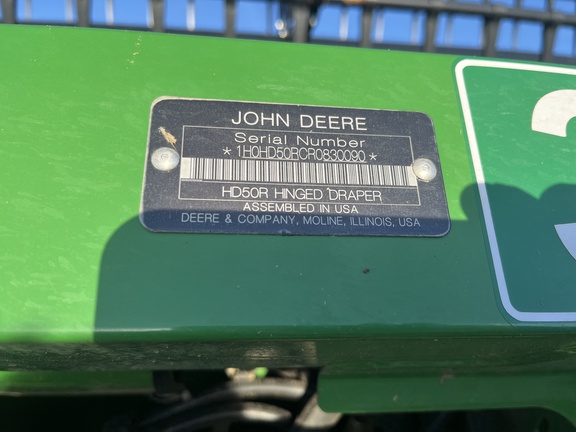 JOHN DEERE
Serial Number
*1H0HD50RCR0830090*
HD50R HINGED DRAPER
ASSEMBLED IN USA
DEERE & COMPANY, MOLINE, ILLINOIS, USA